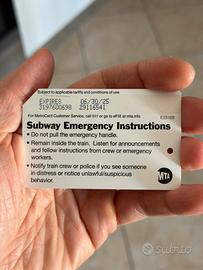 Subject to applicable tariffs and conditions of use.
EXPIRES 06/30/25
3197600698 29116541
For MetroCard Customer Service, call 511 or go to eFIX at mta.info
Subway Emergency Instructions
• Do not pull the emergency handle.
• Remain inside the train. Listen for announcements
and follow instructions from crew or emergency
workers.
• Notify train crew or police if you see someone
in distress or notice unlawful/suspicious
behavior.
MTA
subito